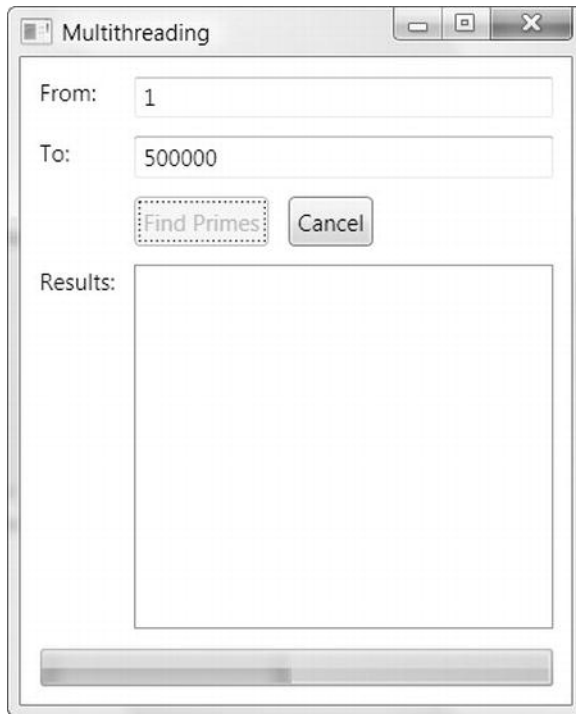 Multithreading
From:
1
To:
500000
Find Primes
Cancel
Results: